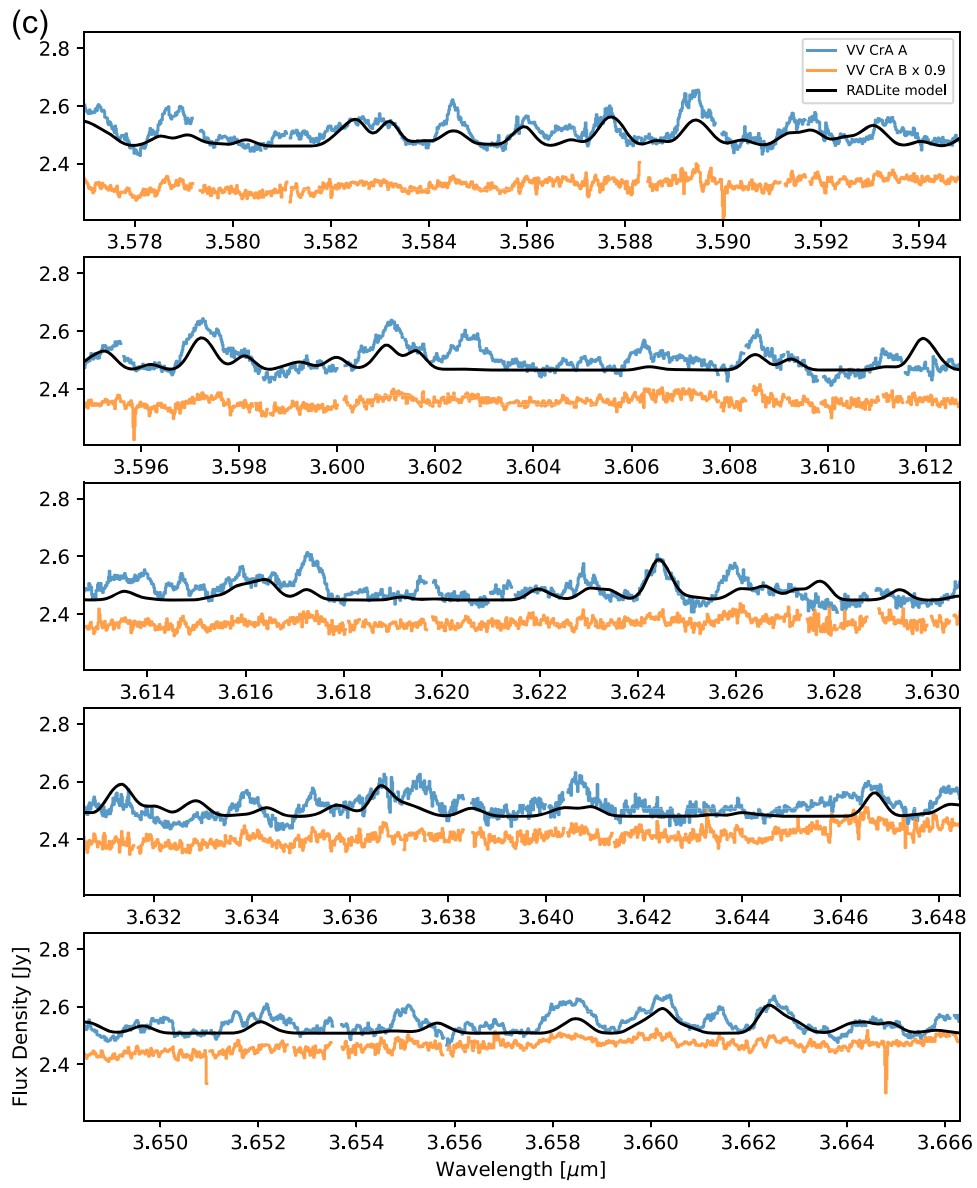 (c)
VV CrA A
VV CrA B x 0.9
RADLite model
2.8
2.6
2.4
3.578 3.580 3.582 3.584 3.586 3.588 3.590 3.592 3.594
2.8
2.6
2.4
3.596 3.598 3.600 3.602 3.604 3.606 3.608 3.610 3.612
2.8
2.6
2.4
3.614 3.616 3.618 3.620 3.622 3.624 3.626 3.628 3.630
2.8
2.6
2.4
3.632 3.634 3.636 3.638 3.640 3.642 3.644 3.646 3.648
2.8
2.6
2.4
Flux Density [Jy]
3.650 3.652 3.654 3.656 3.658 3.660 3.662 3.664 3.666
Wavelength [μm]